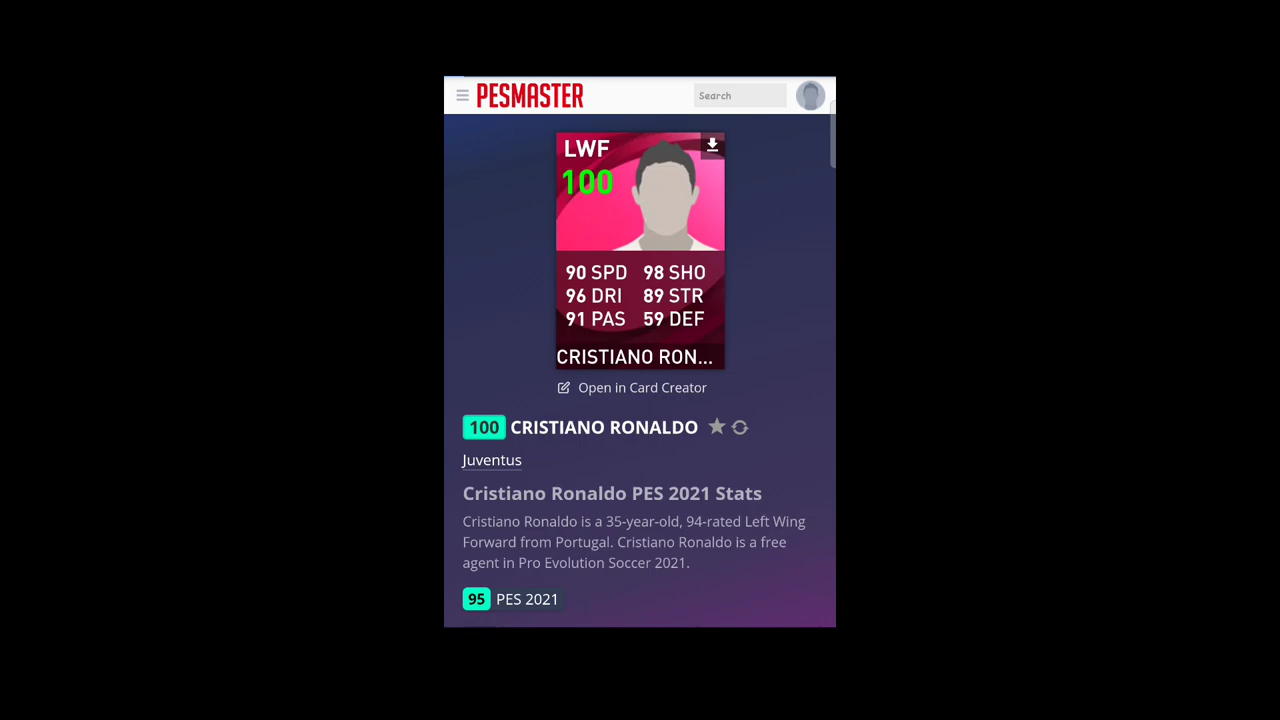 PESMASTER
Search
LWF
100
90 SPD 98 SHO
96 DRI 89 STR
91 PAS 59 DEF
CRISTIANO RON...
Open in Card Creator
100 CRISTIANO RONALDO
Juventus
Cristiano Ronaldo PES 2021 Stats
Cristiano Ronaldo is a 35-year-old, 94-rated Left Wing
Forward from Portugal. Cristiano Ronaldo is a free
agent in Pro Evolution Soccer 2021.
95 PES 2021